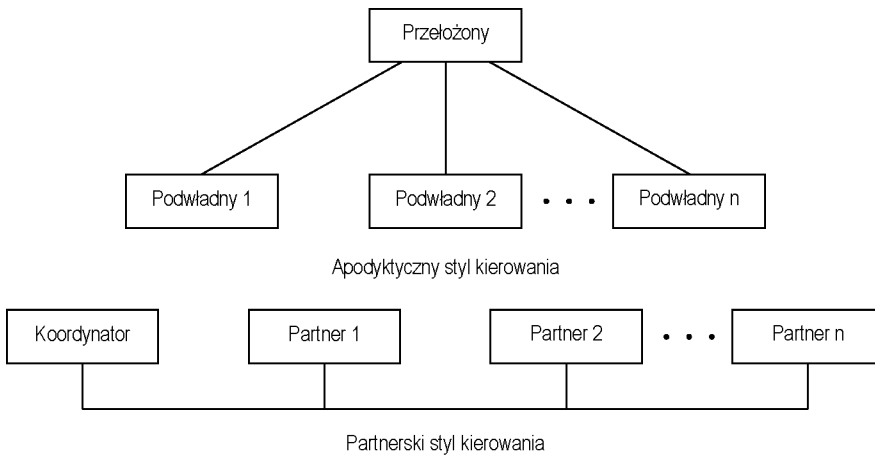 Przełożony
Podwładny 1
Podwładny 2
. . .
Podwładny n
Apodyktyczny styl kierowania
Koordynator
Partner 1
Partner 2
. . .
Partner n
Partnerski styl kierowania